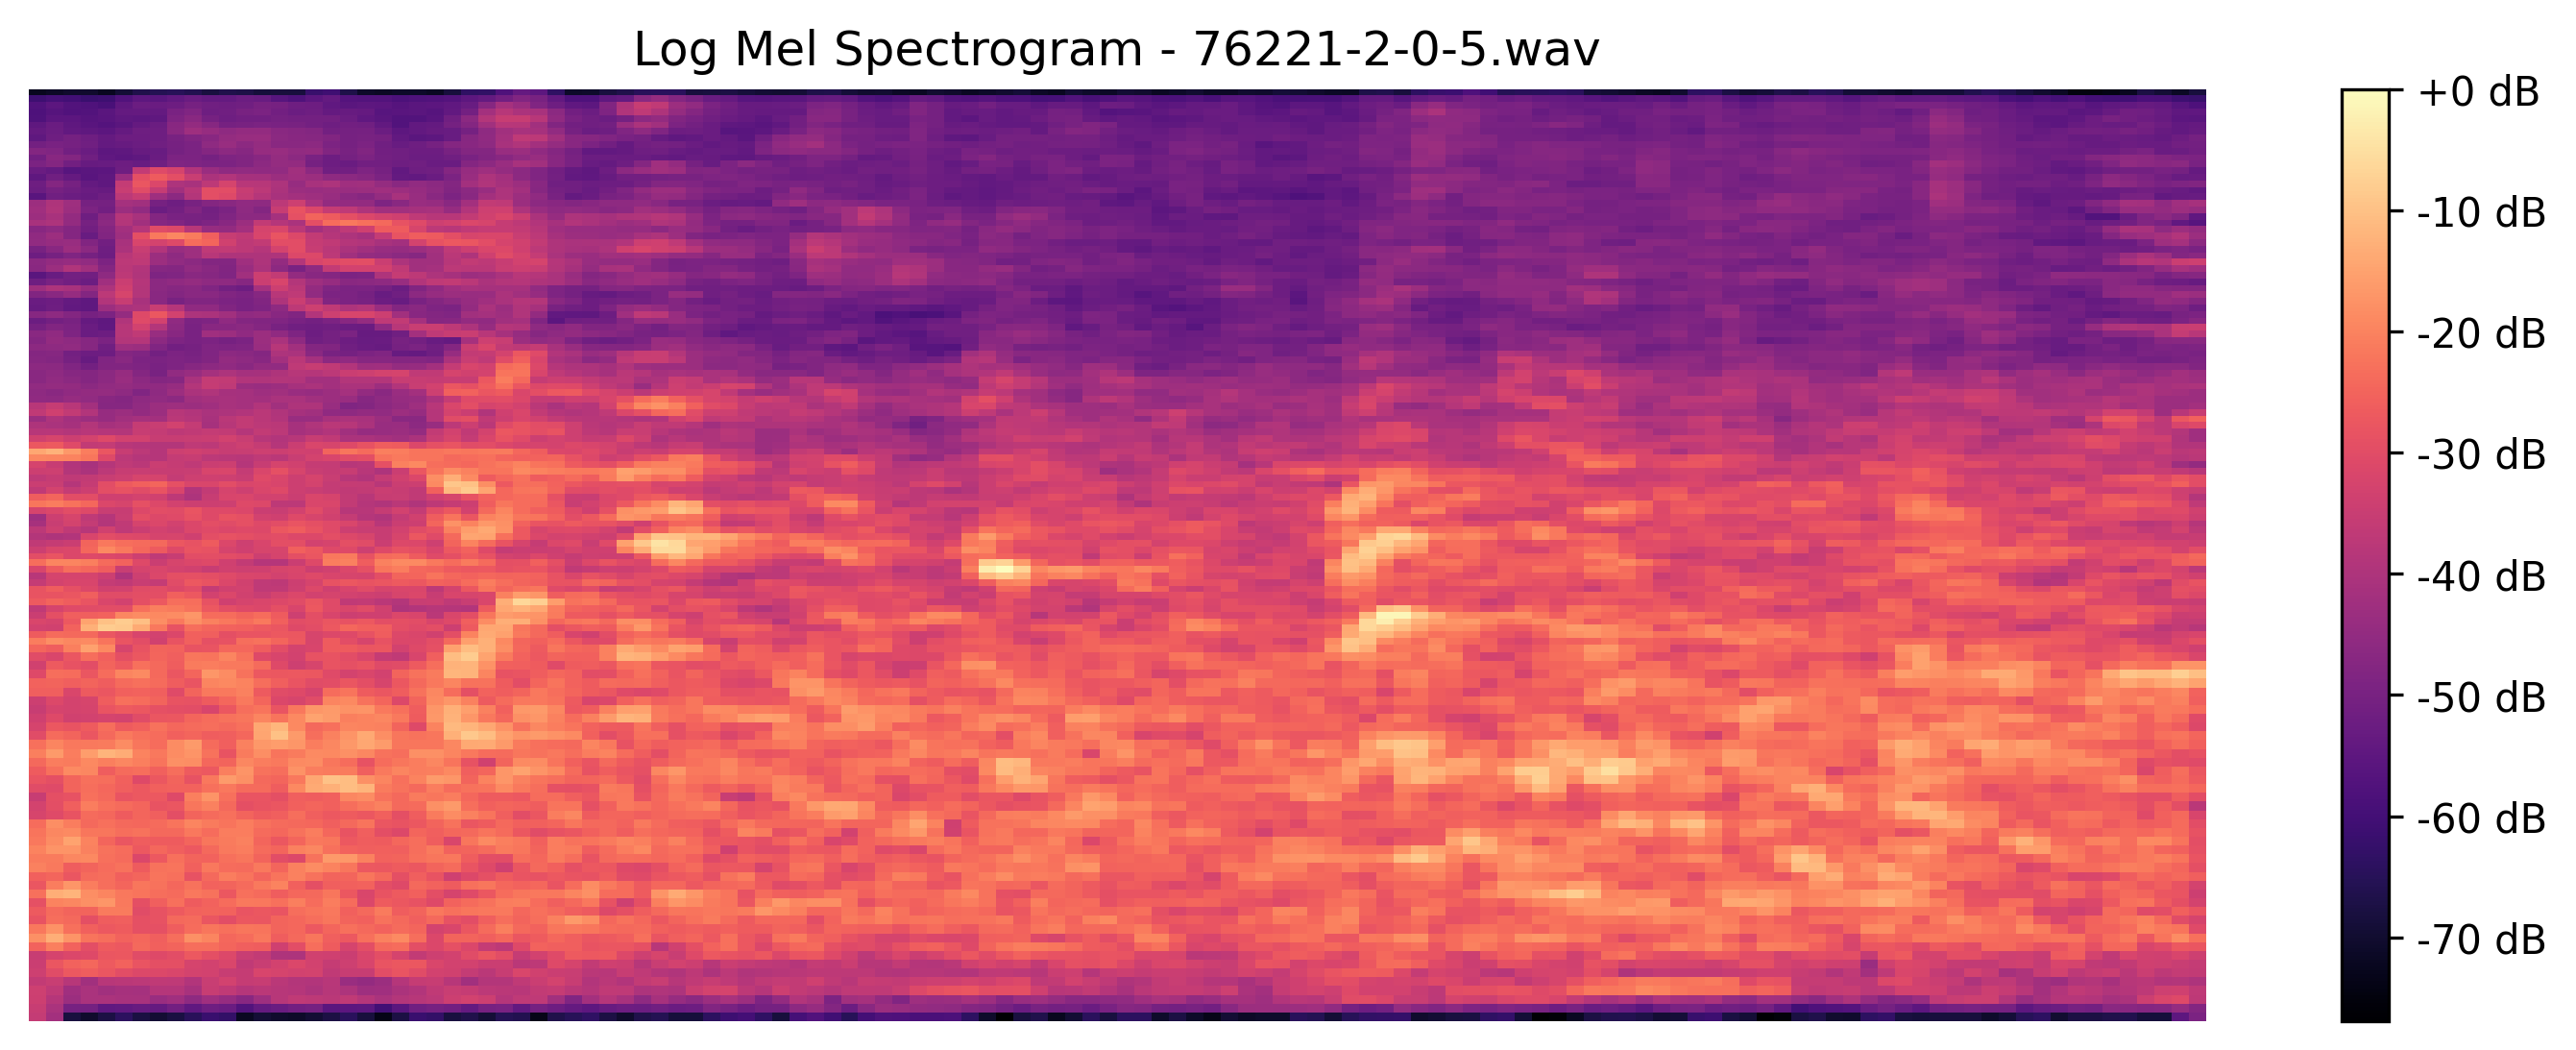 Log Mel Spectrogram - 76221-2-0-5.wav
+0 dB
-10 dB
-20 dB
-30 dB
-40 dB
-50 dB
-60 dB
-70 dB